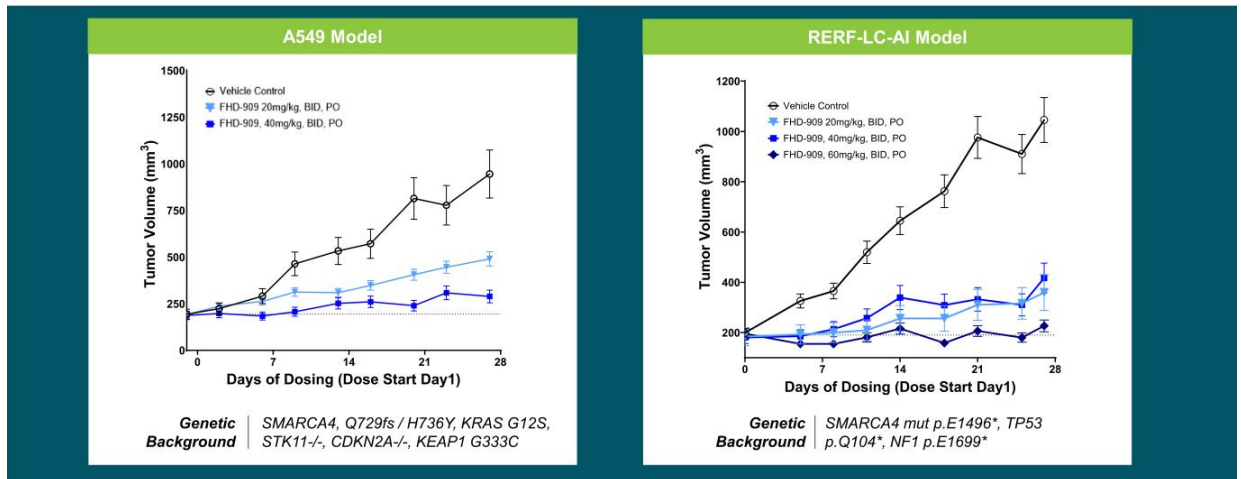 A549 Model
1500
1250
1000
750
500
250
0
Tumor Volume (mm³)
Vehicle Control
FHD-909 20mg/kg, BID, PO
FHD-909, 40mg/kg, BID, PO
0 7 14 21 28
Days of Dosing (Dose Start Day1)
Genetic Background
SMARCA4, Q729fs / H736Y, KRAS G12S,
STK11-/-, CDKN2A-/-, KEAP1 G333C
RERF-LC-AI Model
1200
1000
800
600
400
200
0
Tumor Volume (mm³)
Vehicle Control
FHD-909 20mg/kg, BID, PO
FHD-909, 40mg/kg, BID, PO
FHD-909, 60mg/kg, BID, PO
0 7 14 21 28
Days of Dosing (Dose Start Day1)
Genetic Background
SMARCA4 mut p.E1496*, TP53
p.Q104*, NF1 p.E1699*